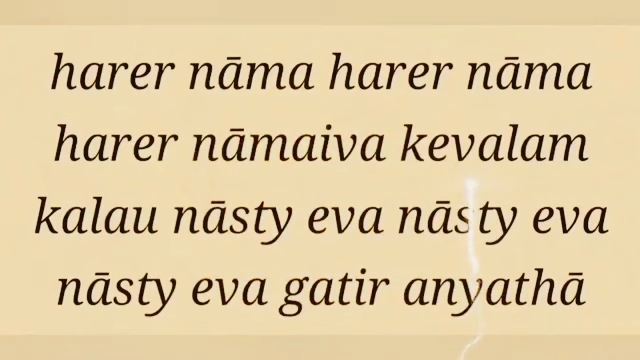 harer nāma harer nāma
harer nāmaiva kevalam
kalau nāsty eva nāsty eva
nāsty eva gatir anyathā